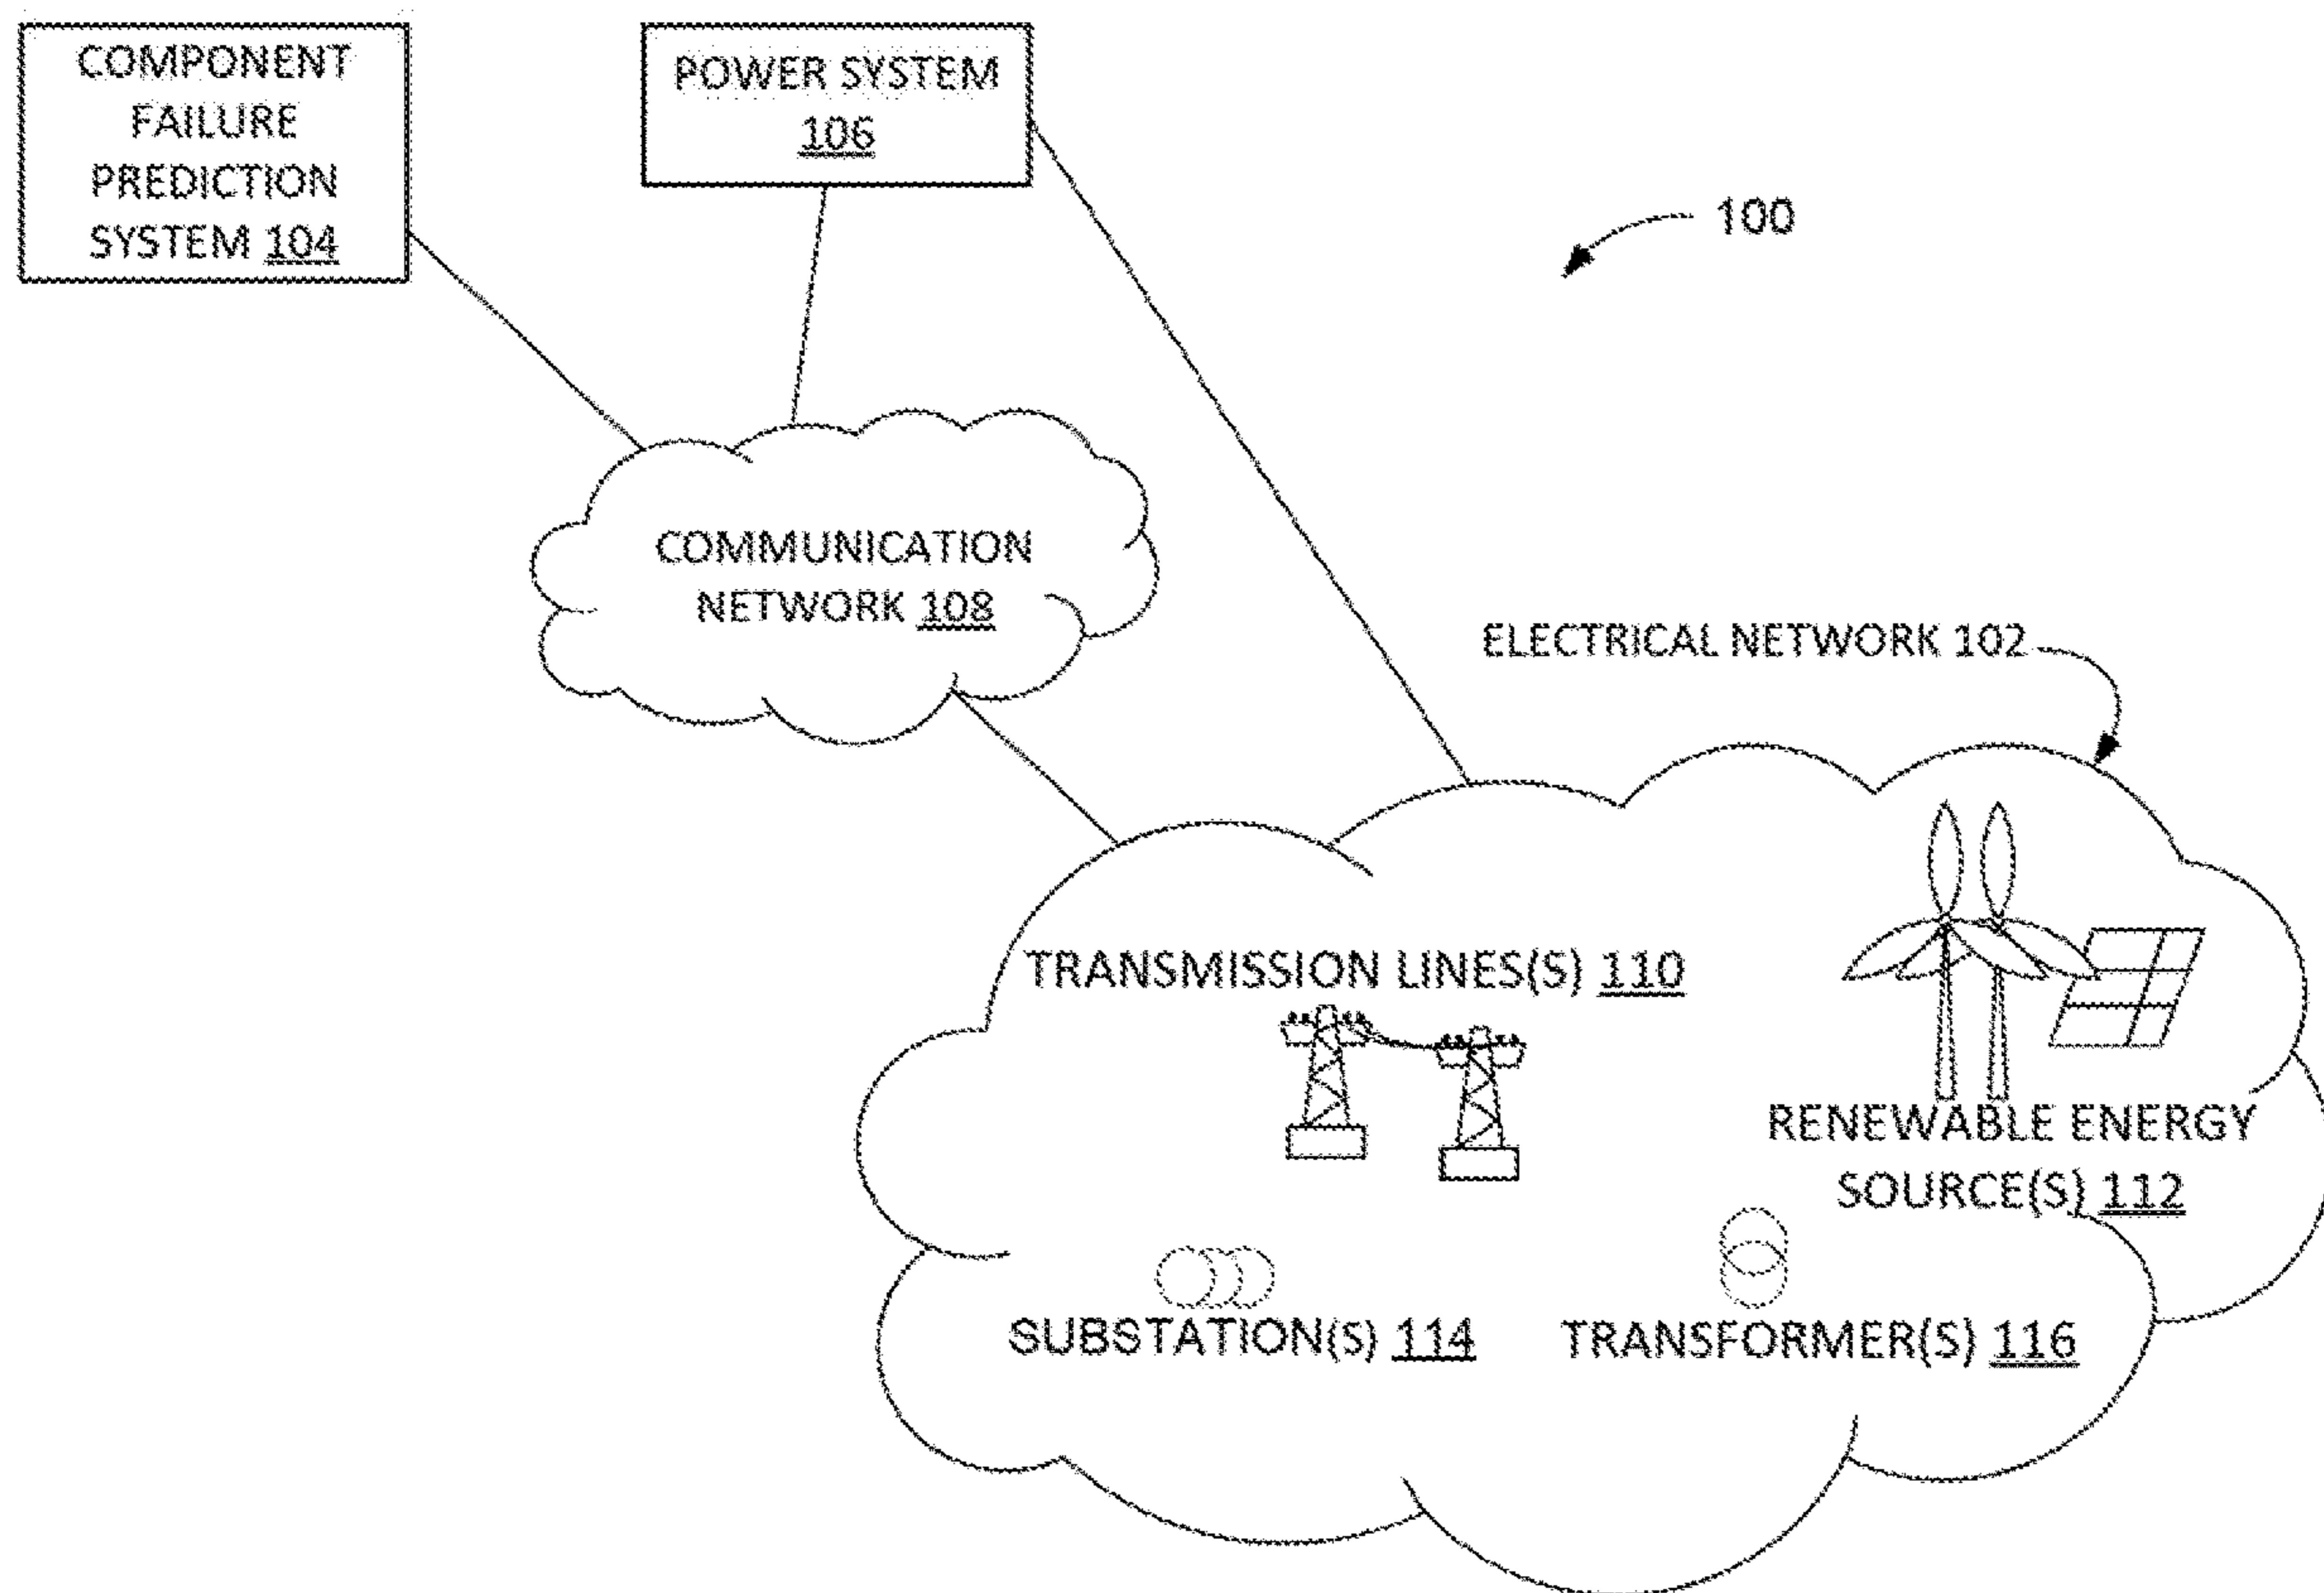 COMPONENT
FAILURE
PREDICTION
SYSTEM 104
POWER SYSTEM
106
100
COMMUNICATION
NETWORK 108
ELECTRICAL NETWORK 102
TRANSMISSION LINES(S) 110
RENEWABLE ENERGY
SOURCE(S) 112
SUBSTATION(S) 114
TRANSFORMER(S) 116